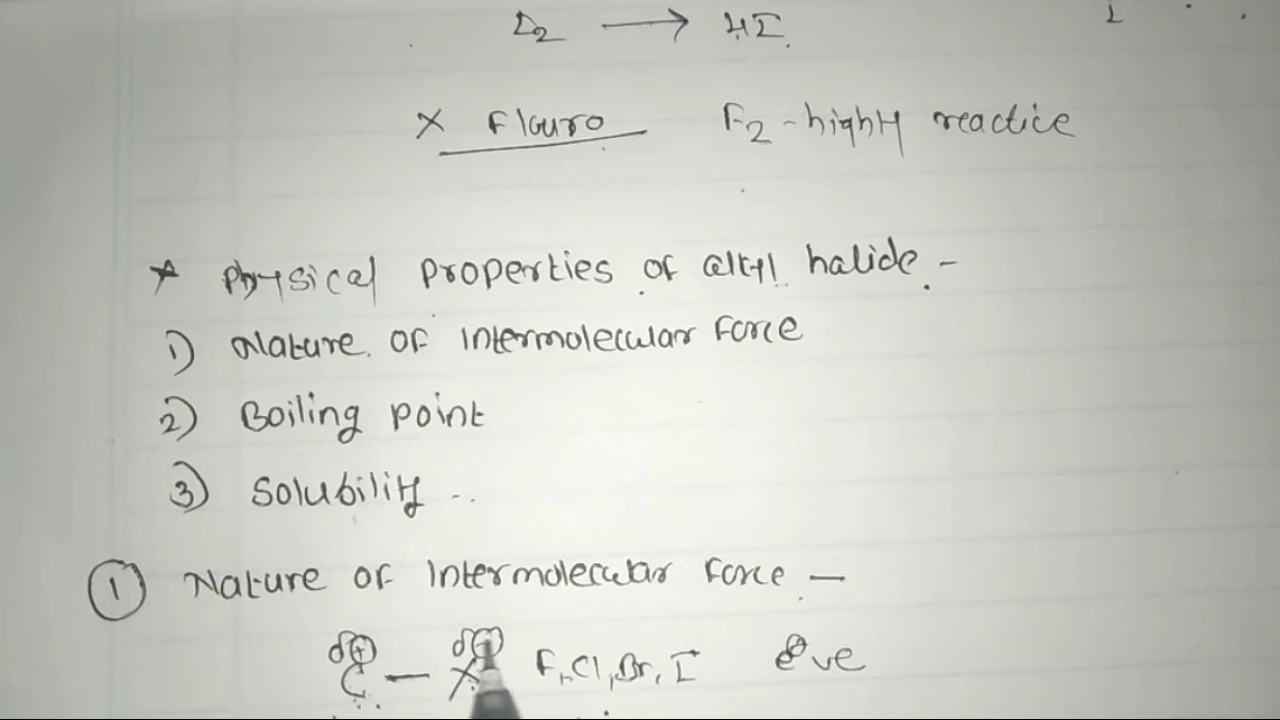 I2 → HI.
× Flouro F2 - highly reactive
* Physical properties of alkyl halide -
1) Nature of intermolecular force
2) Boiling point
3) Solubility ..
① Nature of intermolecular force -
δ⊕ δ
C - X F, Cl, Br, I ⊖ve